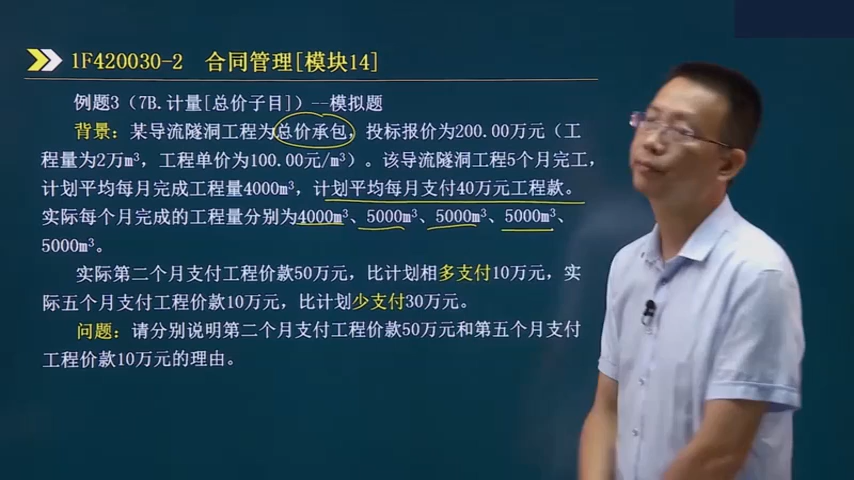 1F420030-2 合同管理[模块14]
例题3（7B.计量[总价子目]）--模拟题
背景：某导流隧洞工程为总价承包，投标报价为200.00万元（工
程量为2万m³，工程单价为100.00元/m³）。该导流隧洞工程5个月完工，
计划平均每月完成工程量4000m³，计划平均每月支付40万元工程款。
实际每个月完成的工程量分别为4000m³、5000m³、5000m³、5000m³、
5000m³。
实际第二个月支付工程价款50万元，比计划相多支付10万元，实
际五个月支付工程价款10万元，比计划少支付30万元。
问题：请分别说明第二个月支付工程价款50万元和第五个月支付
工程价款10万元的理由。